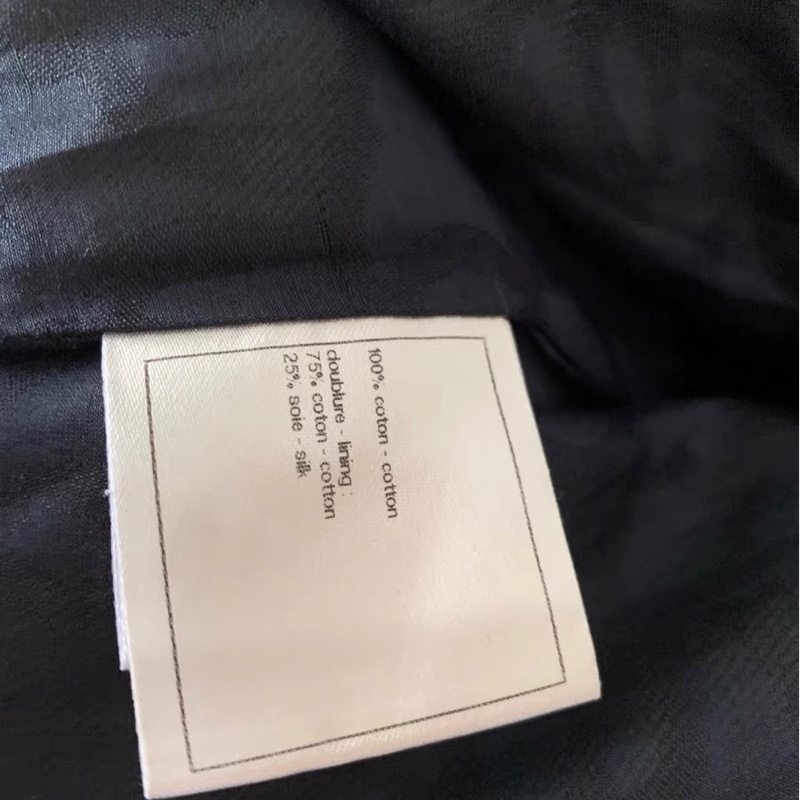 100% coton - cotton
doublure - lining :
75% coton - cotton
25% soie - silk